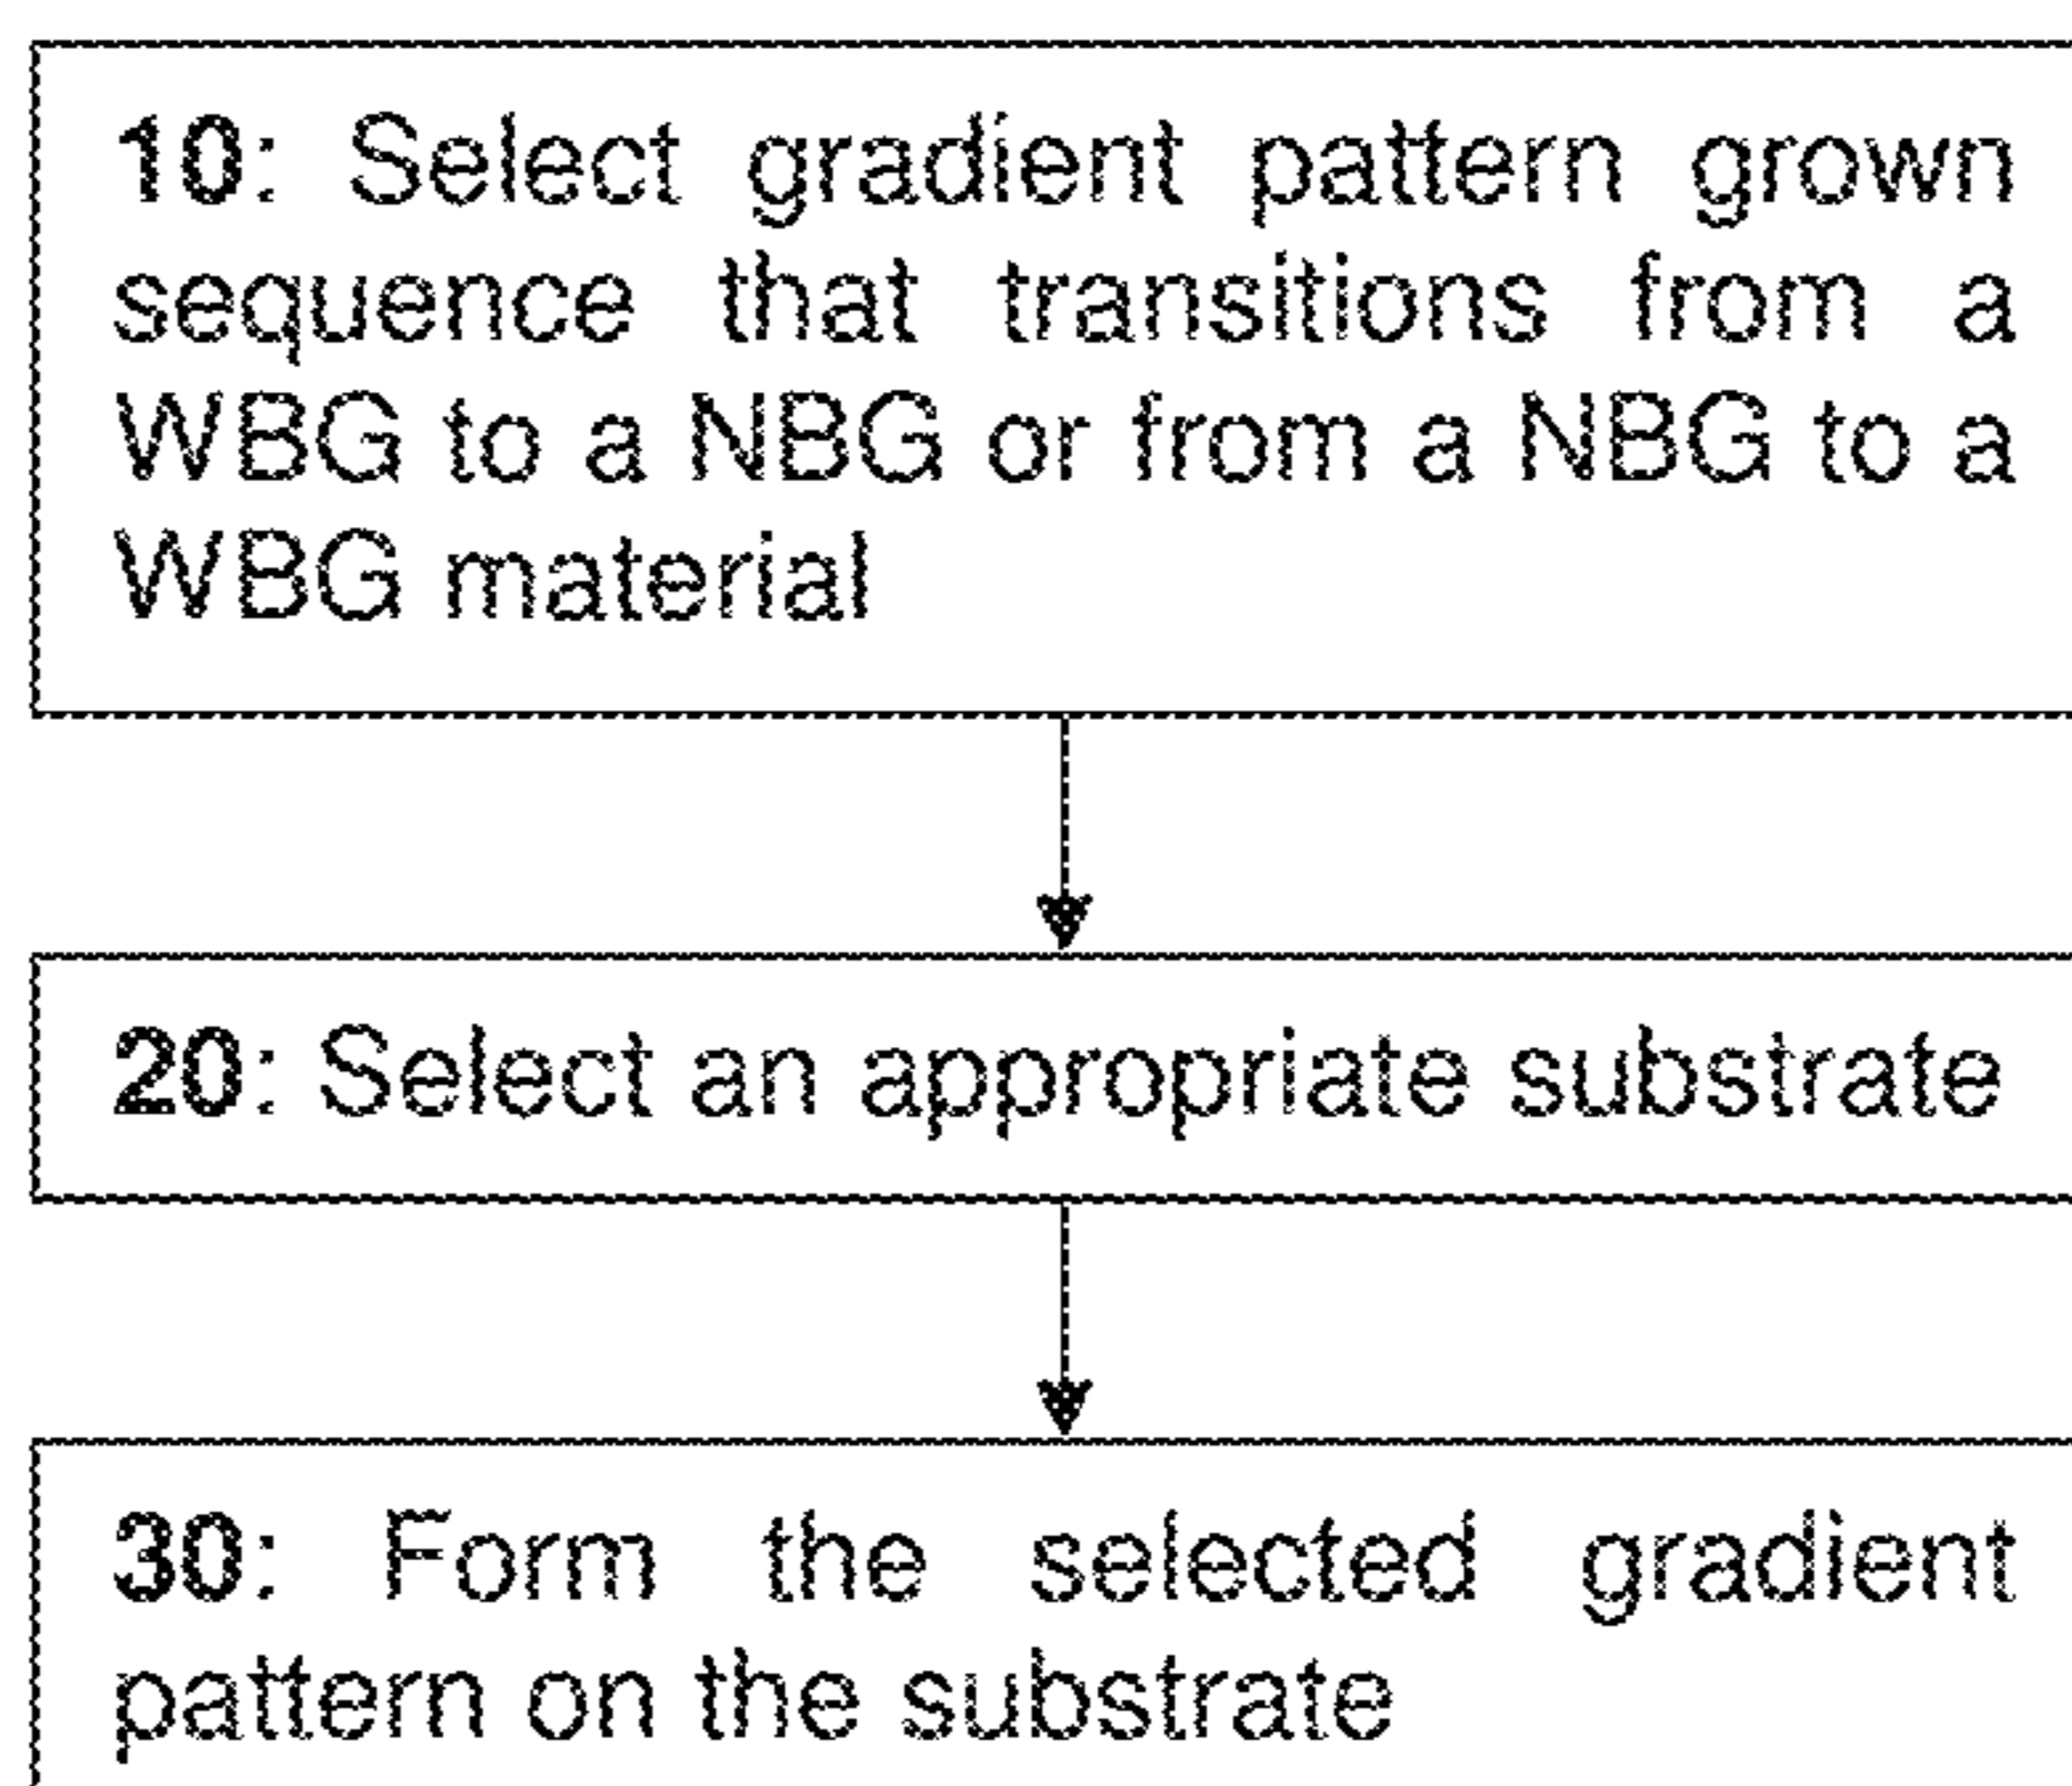 10: Select gradient pattern grown
sequence that transitions from a
WBG to a NBG or from a NBG to a
WBG material
20: Select an appropriate substrate
30: Form the selected gradient
pattern on the substrate